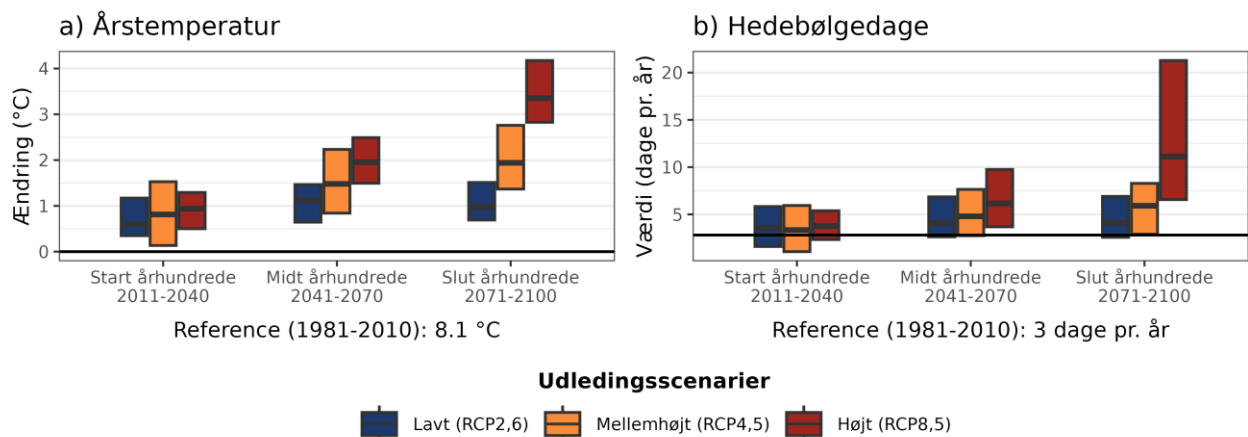 a) Årstemperatur
Ændring (°C)
4
3
2
1
0
Start århundrede
2011-2040
Midt århundrede
2041-2070
Slut århundrede
2071-2100
Reference (1981-2010): 8.1 °C
b) Hedebølgedage
Værdi (dage pr. år)
20
15
10
5
Start århundrede
2011-2040
Midt århundrede
2041-2070
Slut århundrede
2071-2100
Reference (1981-2010): 3 dage pr. år
Udledingsscenarier
Lavt (RCP2,6)
Mellemhøjt (RCP4,5)
Højt (RCP8,5)